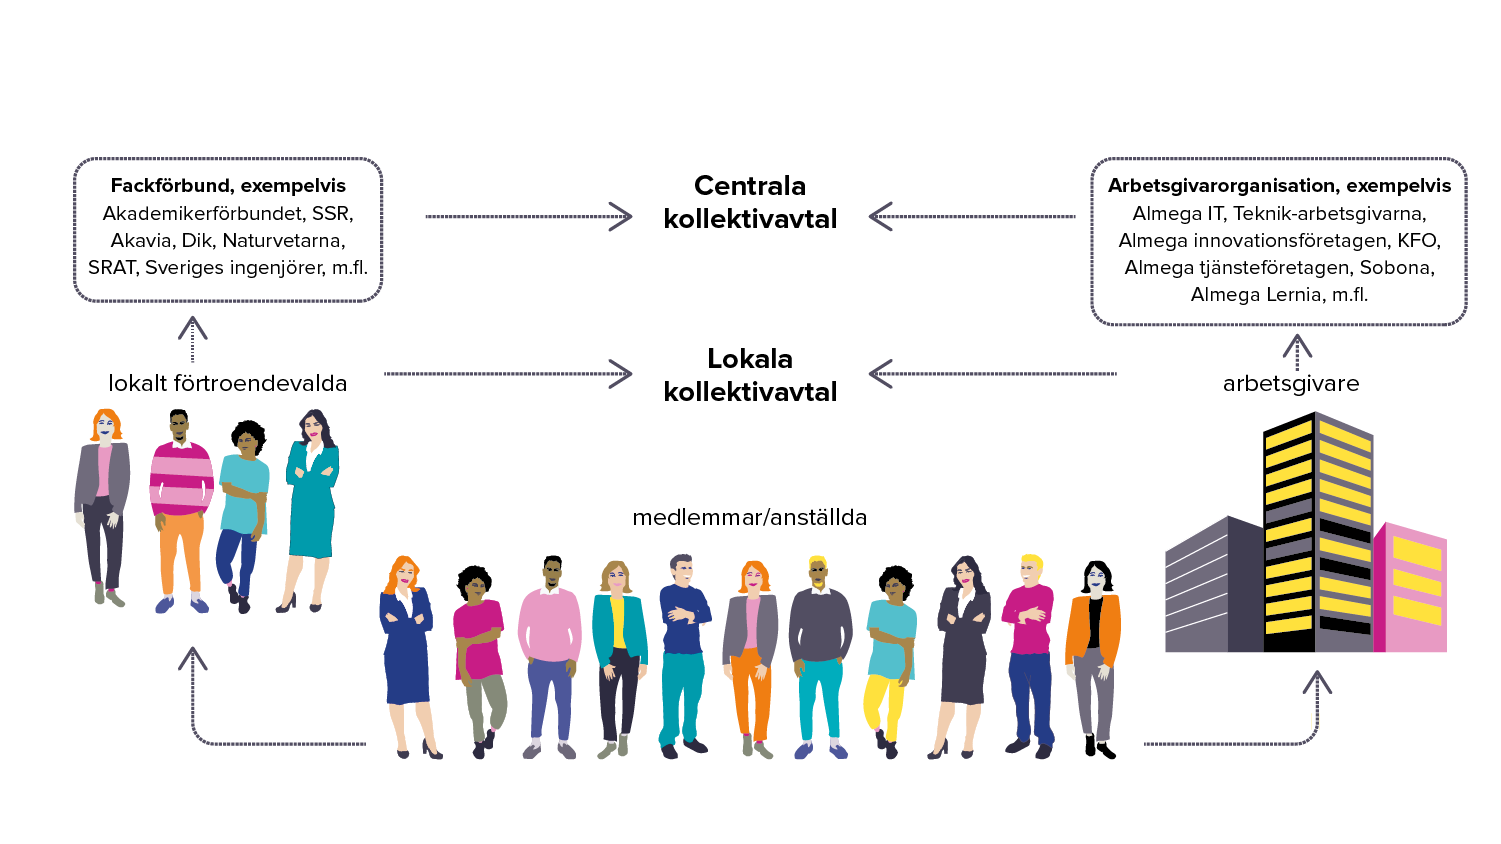 Fackförbund, exempelvis
Akademikerförbundet, SSR,
Akavia, Dik, Naturvetarna,
SRAT, Sveriges ingenjörer, m.fl.
Centrala
kollektivavtal
Arbetsgivarorganisation, exempelvis
Almega IT, Teknik-arbetsgivarna,
Almega innovationsföretagen, KFO,
Almega tjänsteföretagen, Sobona,
Almega Lernia, m.fl.
lokalt förtroendevalda
Lokala
kollektivavtal
arbetsgivare
medlemmar/anställda